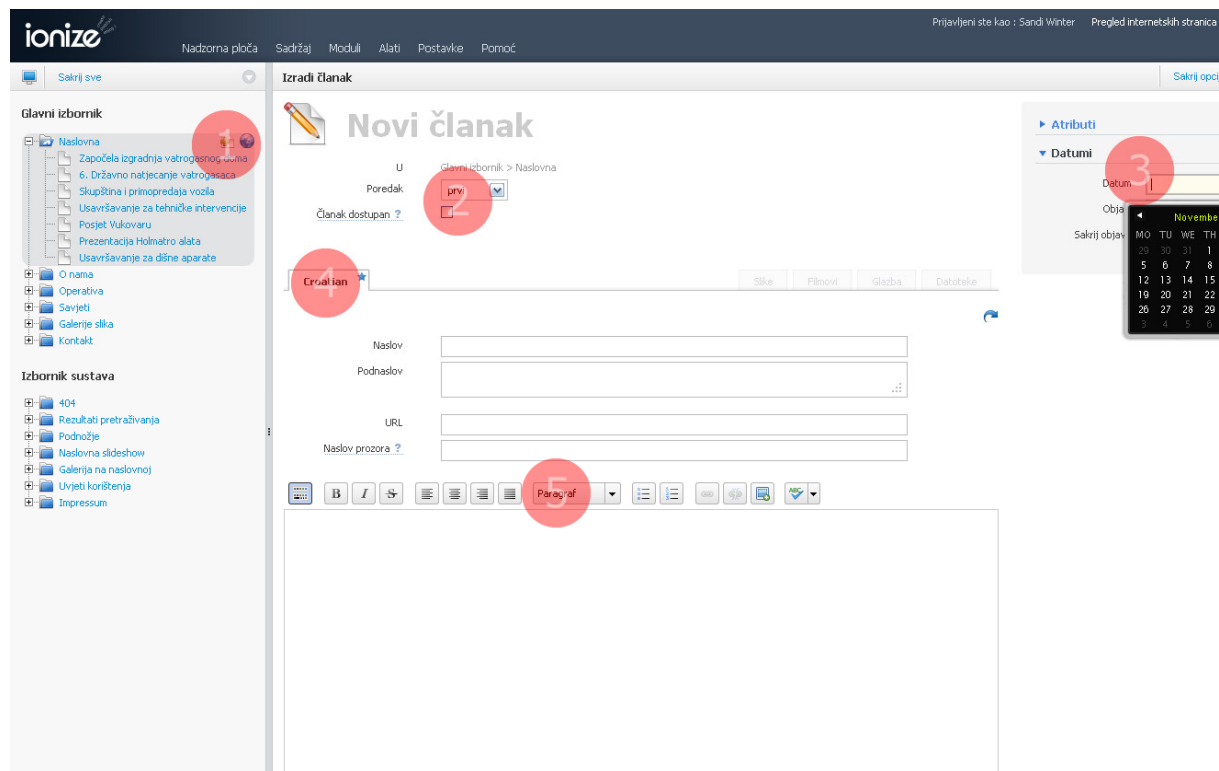 ionize
Prijavljeni ste kao : Sandi Winter Pregled internetskih stranica
Nadzorna ploča Sadržaj Moduli Alati Postavke Pomoć
Sakrij sve
Izradi članak
Sakrij opcij
Glavni izbornik
Naslovna
Započela izgradnja vatrogasnog doma
6. Državno natjecanje vatrogasaca
Skupština i primopredaja vozila
Usavršavanje za tehničke intervencije
Posjet Vukovaru
Prezentacija Holmatro alata
Usavršavanje za dišne aparate
O nama
Operativa
Savjeti
Galerije slika
Kontakt
Izbornik sustava
404
Rezultati pretraživanja
Podnožje
Naslovna slideshow
Galerija na naslovnoj
Uvjeti korištenja
Impressum
1
Novi članak
U Glavni izbornik > Naslovna
Poredak prvi
Članak dostupan ?
2
Croatian
4
Slike Filmovi Glazba Datoteke
Naslov
Podnaslov
URL
Naslov prozora ?
B I S Paragraf ABC
5
Atributi
Datumi
3
Datum
Obja
Sakrij objav
Novembe
MO TU WE TH
29 30 31 1
5 6 7 8
12 13 14 15
19 20 21 22
26 27 28 29
3 4 5 6